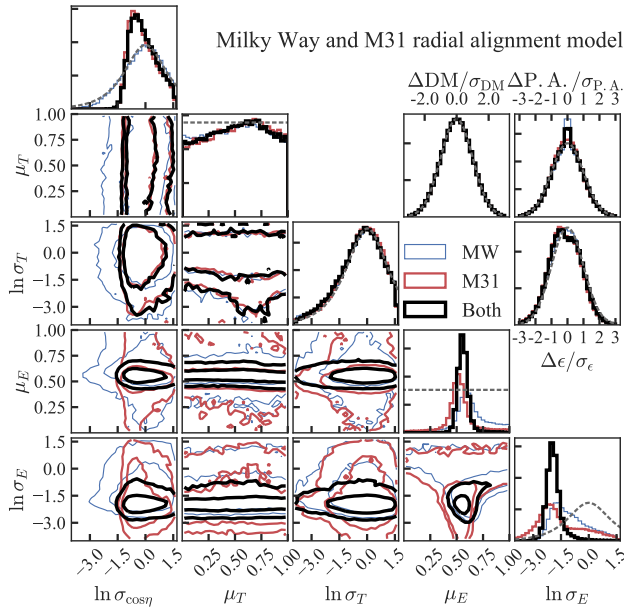 Milky Way and M31 radial alignment model
ΔDM/σ_DM ΔP. A./σ_P. A.
−2.0 0.0 2.0 −3 −2 −1 0 1 2 3
μ_T 1.00 0.75 0.50 0.25
ln σ_T 1.5 0.0 −1.5 −3.0
MW
M31
Both
−3 −2 −1 0 1 2 3
Δϵ/σ_ϵ
μ_E 1.00 0.75 0.50 0.25
ln σ_E 1.5 0.0 −1.5 −3.0
−3.0 −1.5 0.0 1.5 0.25 0.50 0.75 1.00 −3.0 −1.5 0.0 1.5 0.25 0.50 0.75 1.00 −3.0 −1.5 0.0 1.5
ln σ_cosη μ_T ln σ_T μ_E ln σ_E